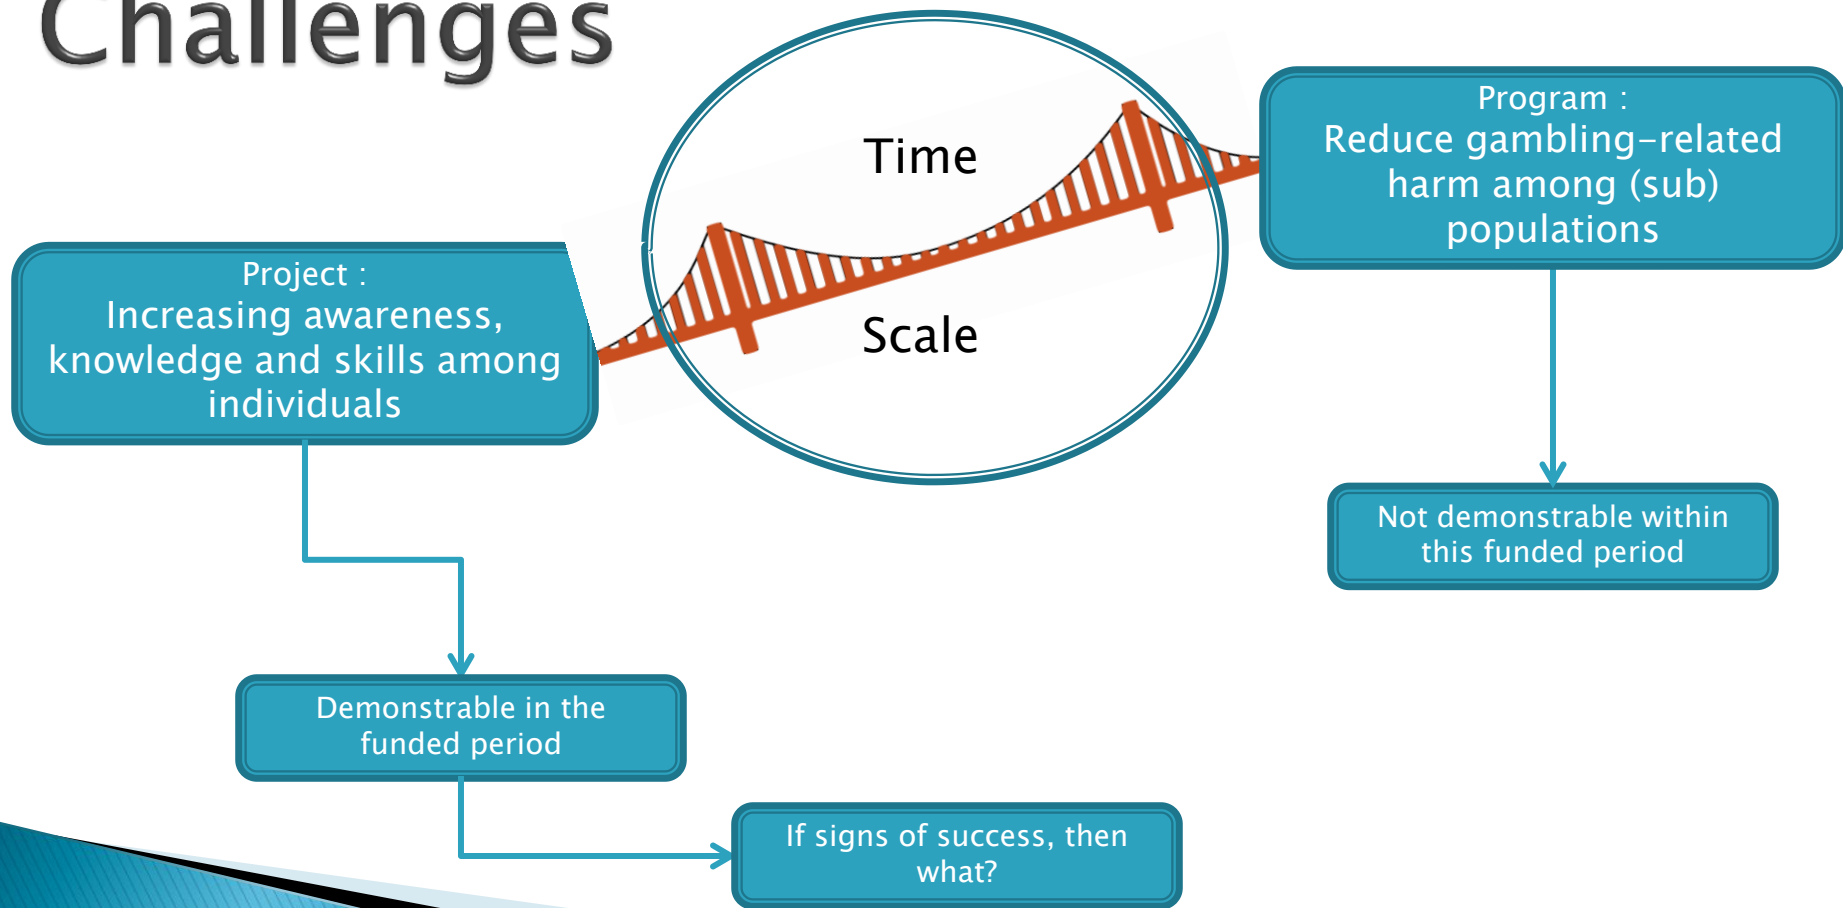 Challenges
Time
Scale
Program :
Reduce gambling-related
harm among (sub)
populations
Project :
Increasing awareness,
knowledge and skills among
individuals
Not demonstrable within
this funded period
Demonstrable in the
funded period
If signs of success, then
what?